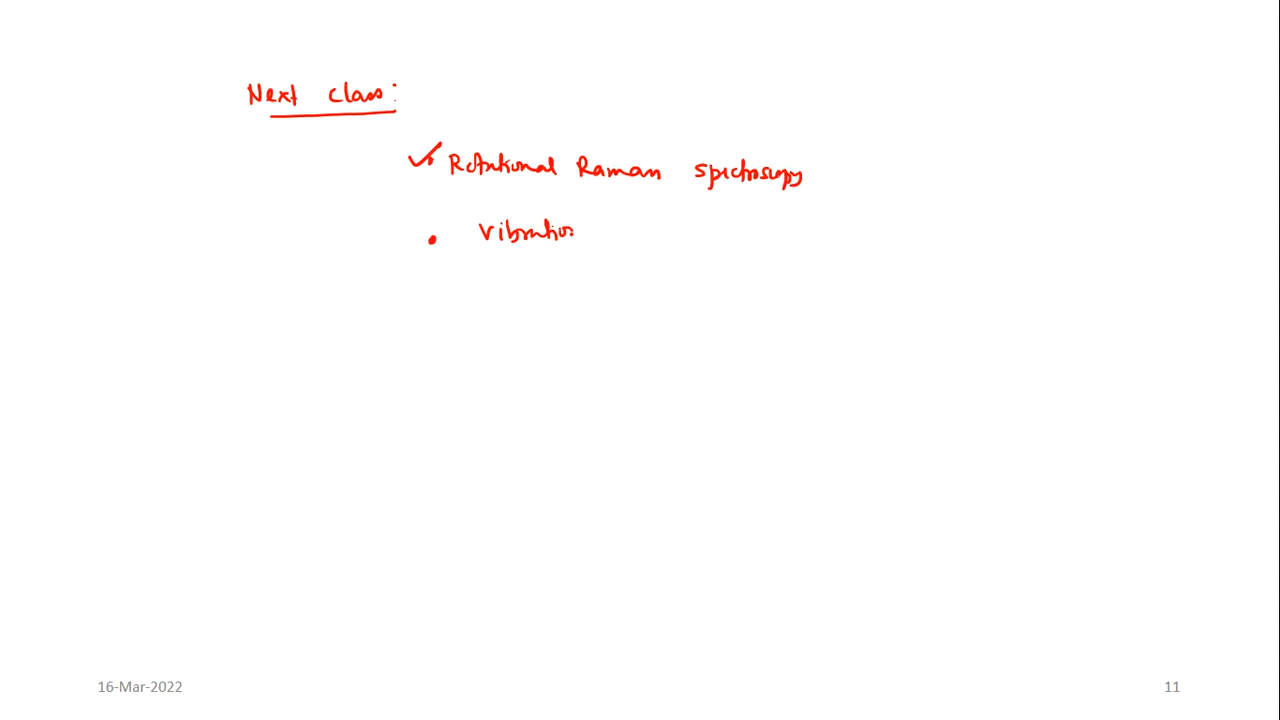 Next class:
✓• Rotational Raman spectroscopy
• vibration
16-Mar-2022
11